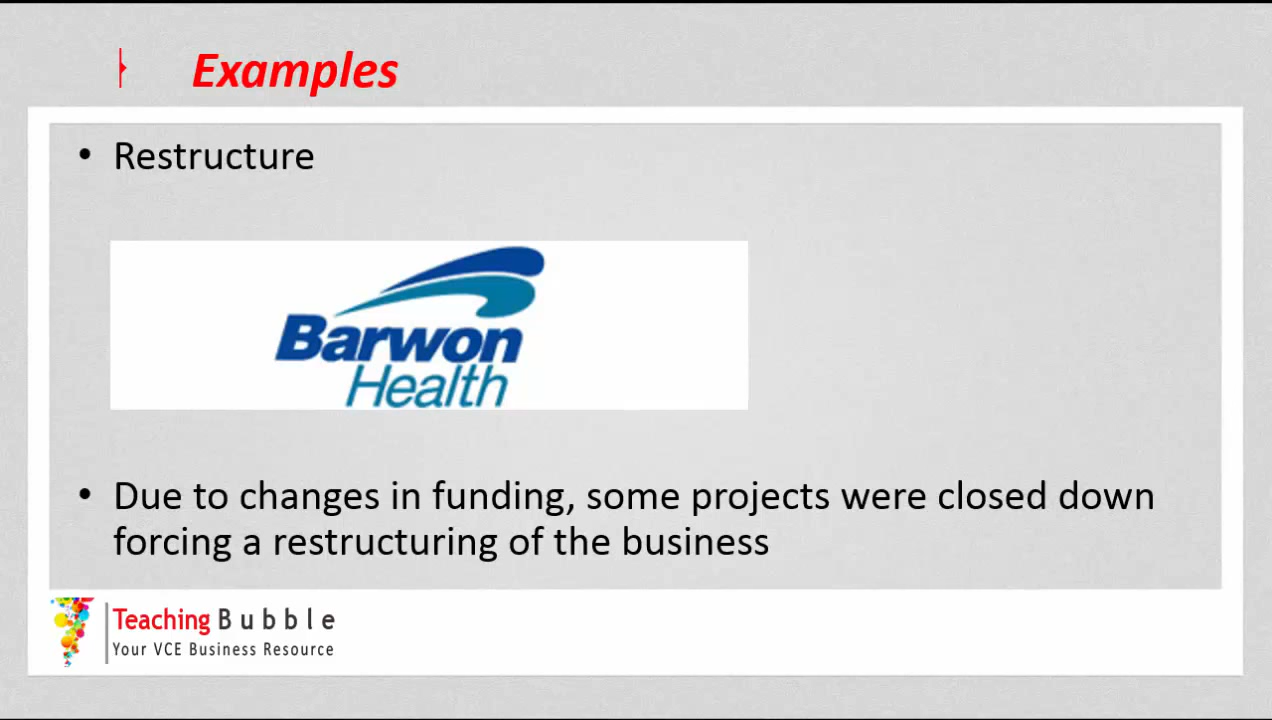 Examples
• Restructure
Barwon
Health
• Due to changes in funding, some projects were closed down
forcing a restructuring of the business
Teaching Bubble
Your VCE Business Resource